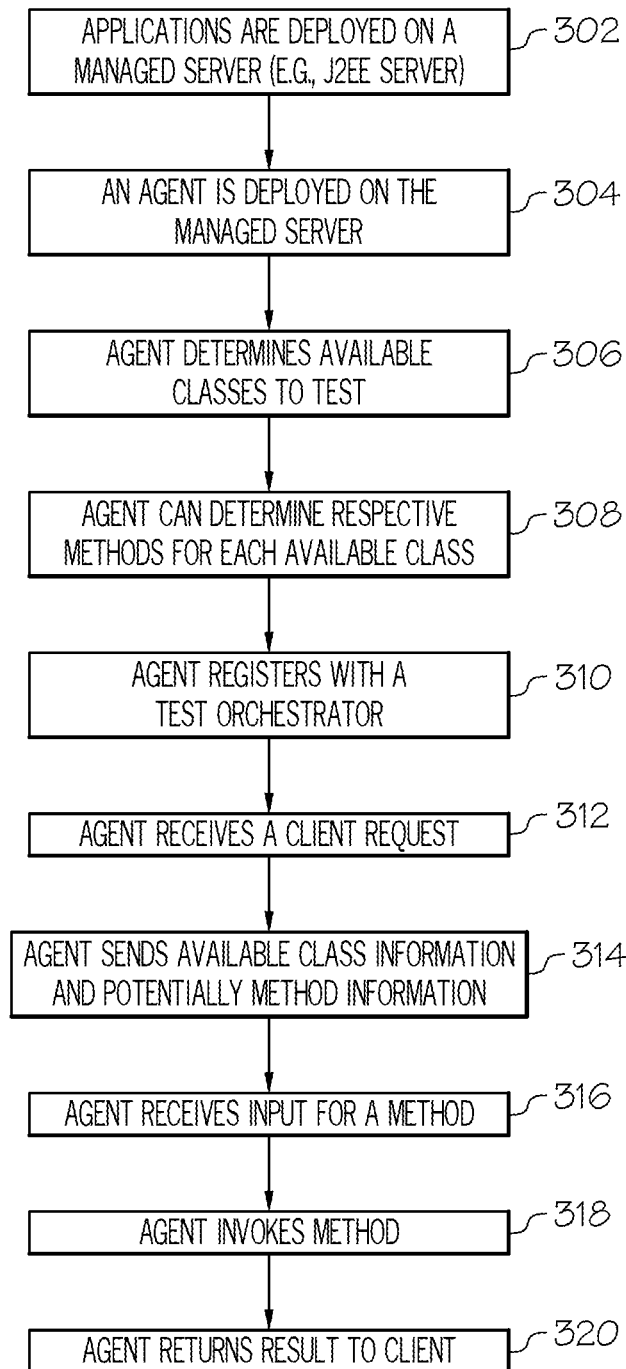 APPLICATIONS ARE DEPLOYED ON A
MANAGED SERVER (E.G., J2EE SERVER)
302
AN AGENT IS DEPLOYED ON THE
MANAGED SERVER
304
AGENT DETERMINES AVAILABLE
CLASSES TO TEST
306
AGENT CAN DETERMINE RESPECTIVE
METHODS FOR EACH AVAILABLE CLASS
308
AGENT REGISTERS WITH A
TEST ORCHESTRATOR
310
AGENT RECEIVES A CLIENT REQUEST
312
AGENT SENDS AVAILABLE CLASS INFORMATION
AND POTENTIALLY METHOD INFORMATION
314
AGENT RECEIVES INPUT FOR A METHOD
316
AGENT INVOKES METHOD
318
AGENT RETURNS RESULT TO CLIENT
320